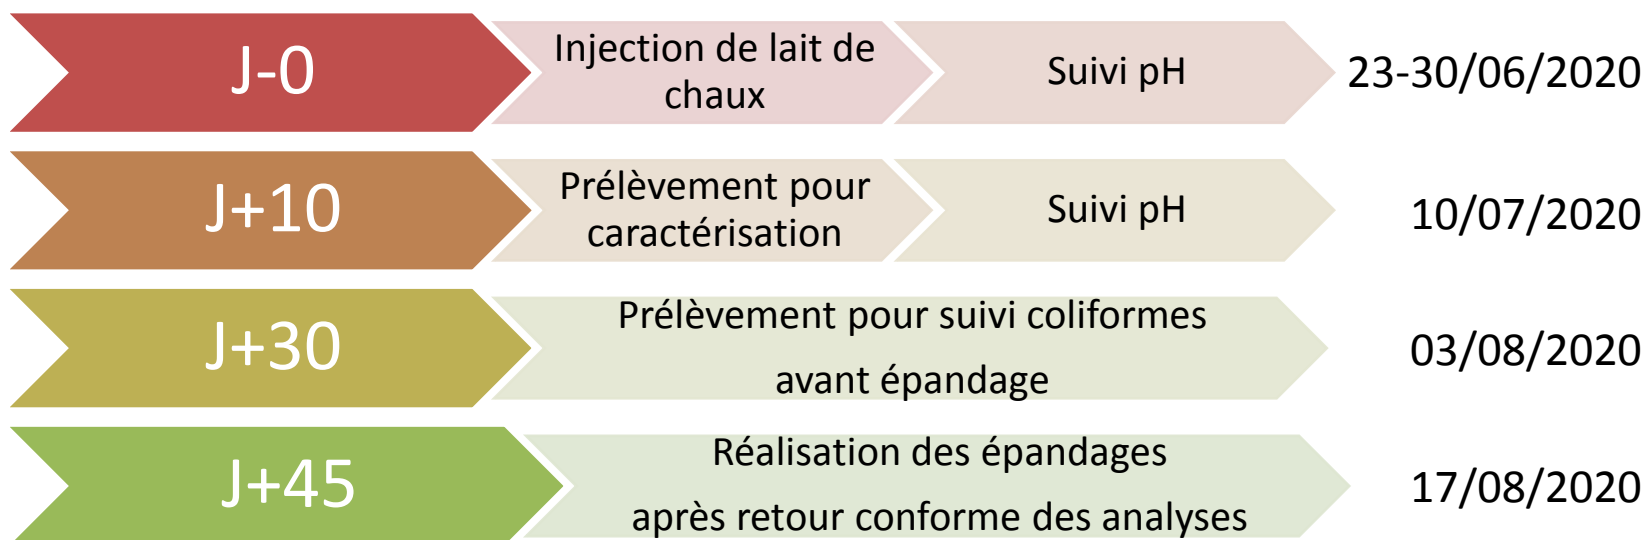 J-0
Injection de lait de
chaux
Suivi pH
23-30/06/2020
J+10
Prélèvement pour
caractérisation
Suivi pH
10/07/2020
J+30
Prélèvement pour suivi coliformes
avant épandage
03/08/2020
J+45
Réalisation des épandages
après retour conforme des analyses
17/08/2020